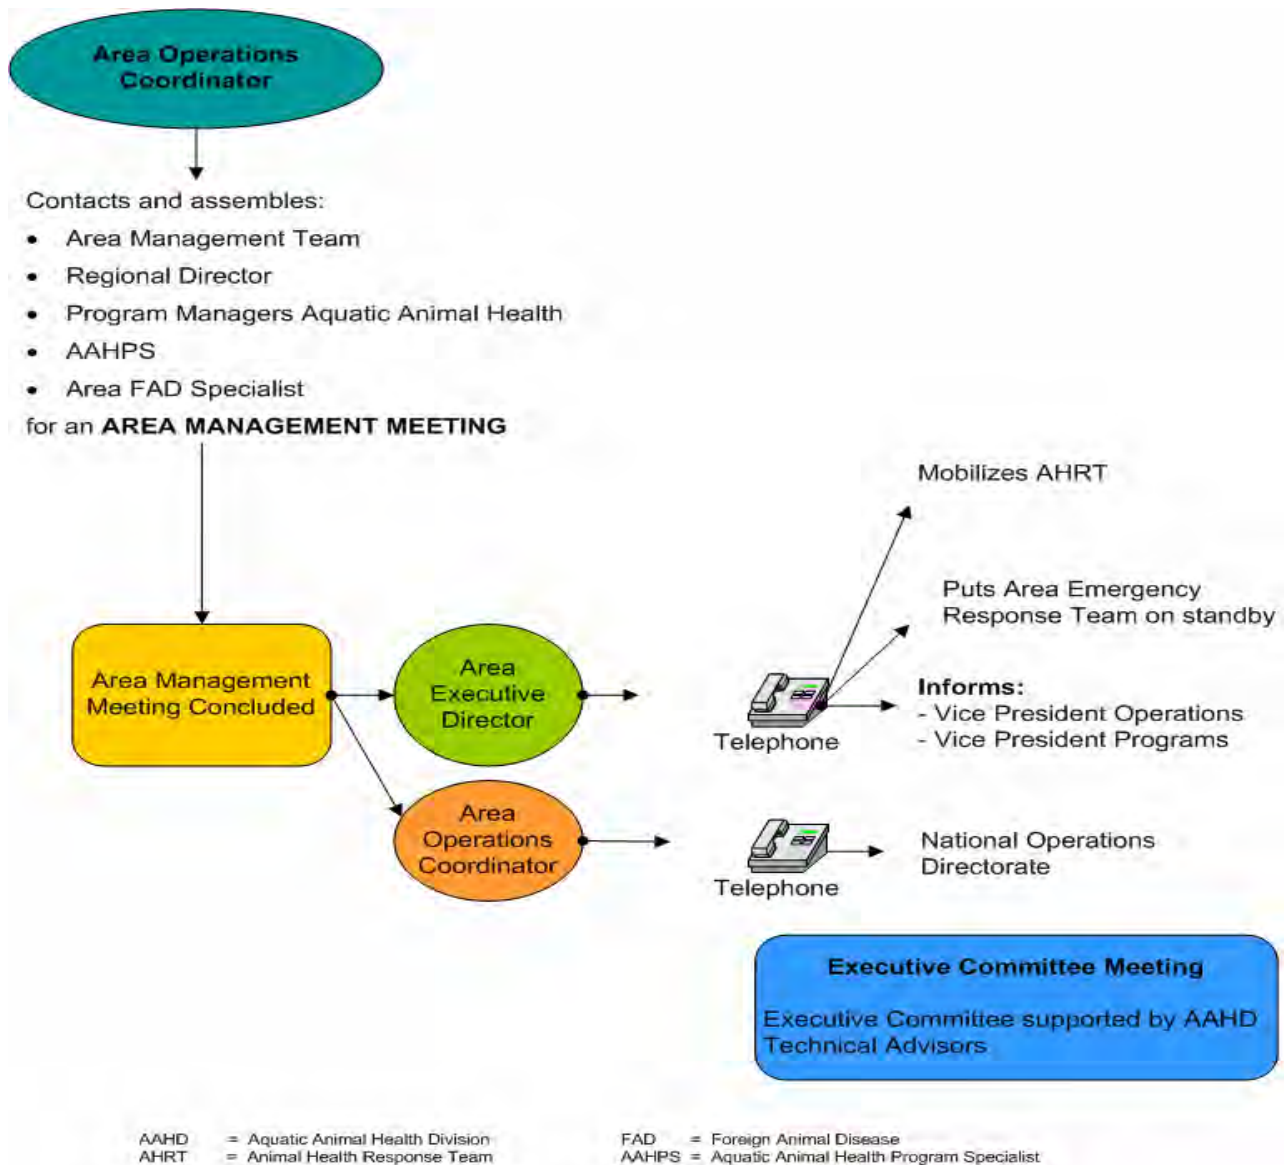 Area Operations
Coordinator
Contacts and assembles:
• Area Management Team
• Regional Director
• Program Managers Aquatic Animal Health
• AAHPS
• Area FAD Specialist
for an AREA MANAGEMENT MEETING
Mobilizes AHRT
Puts Area Emergency
Response Team on standby
Area Management
Meeting Concluded
Area
Executive
Director
Telephone
Informs:
- Vice President Operations
- Vice President Programs
Area
Operations
Coordinator
Telephone
National Operations
Directorate
Executive Committee Meeting
Executive Committee supported by AAHD
Technical Advisors
AAHD = Aquatic Animal Health Division
AHRT = Animal Health Response Team
FAD = Foreign Animal Disease
AAHPS = Aquatic Animal Health Program Specialist